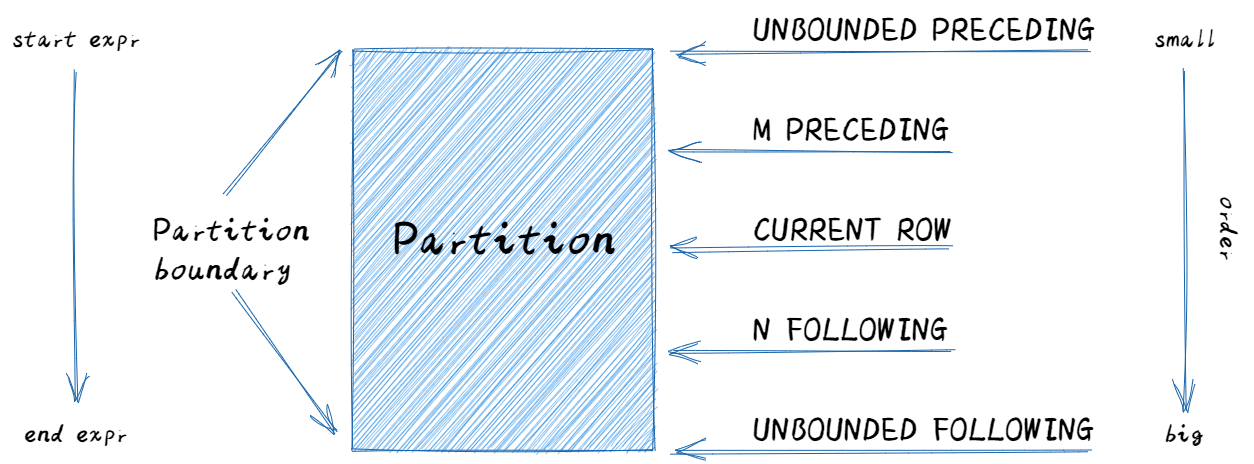 start expr
end expr
Partition
boundary
Partition
UNBOUNDED PRECEDING
M PRECEDING
CURRENT ROW
N FOLLOWING
UNBOUNDED FOLLOWING
small
order
big